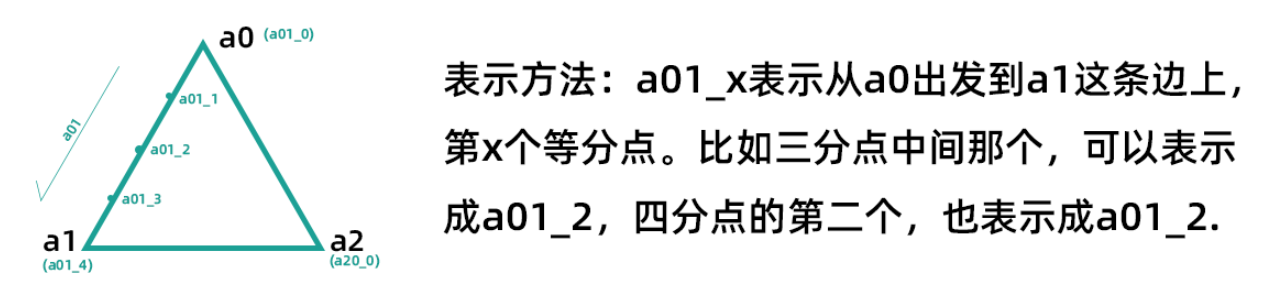 a0 (a01_0)
a01_1
a01
a01_2
a01_3
a1
(a01_4)
a2
(a20_0)
表示方法：a01_x表示从a0出发到a1这条边上，
第x个等分点。比如三分点中间那个，可以表示
成a01_2，四分点的第二个，也表示成a01_2.